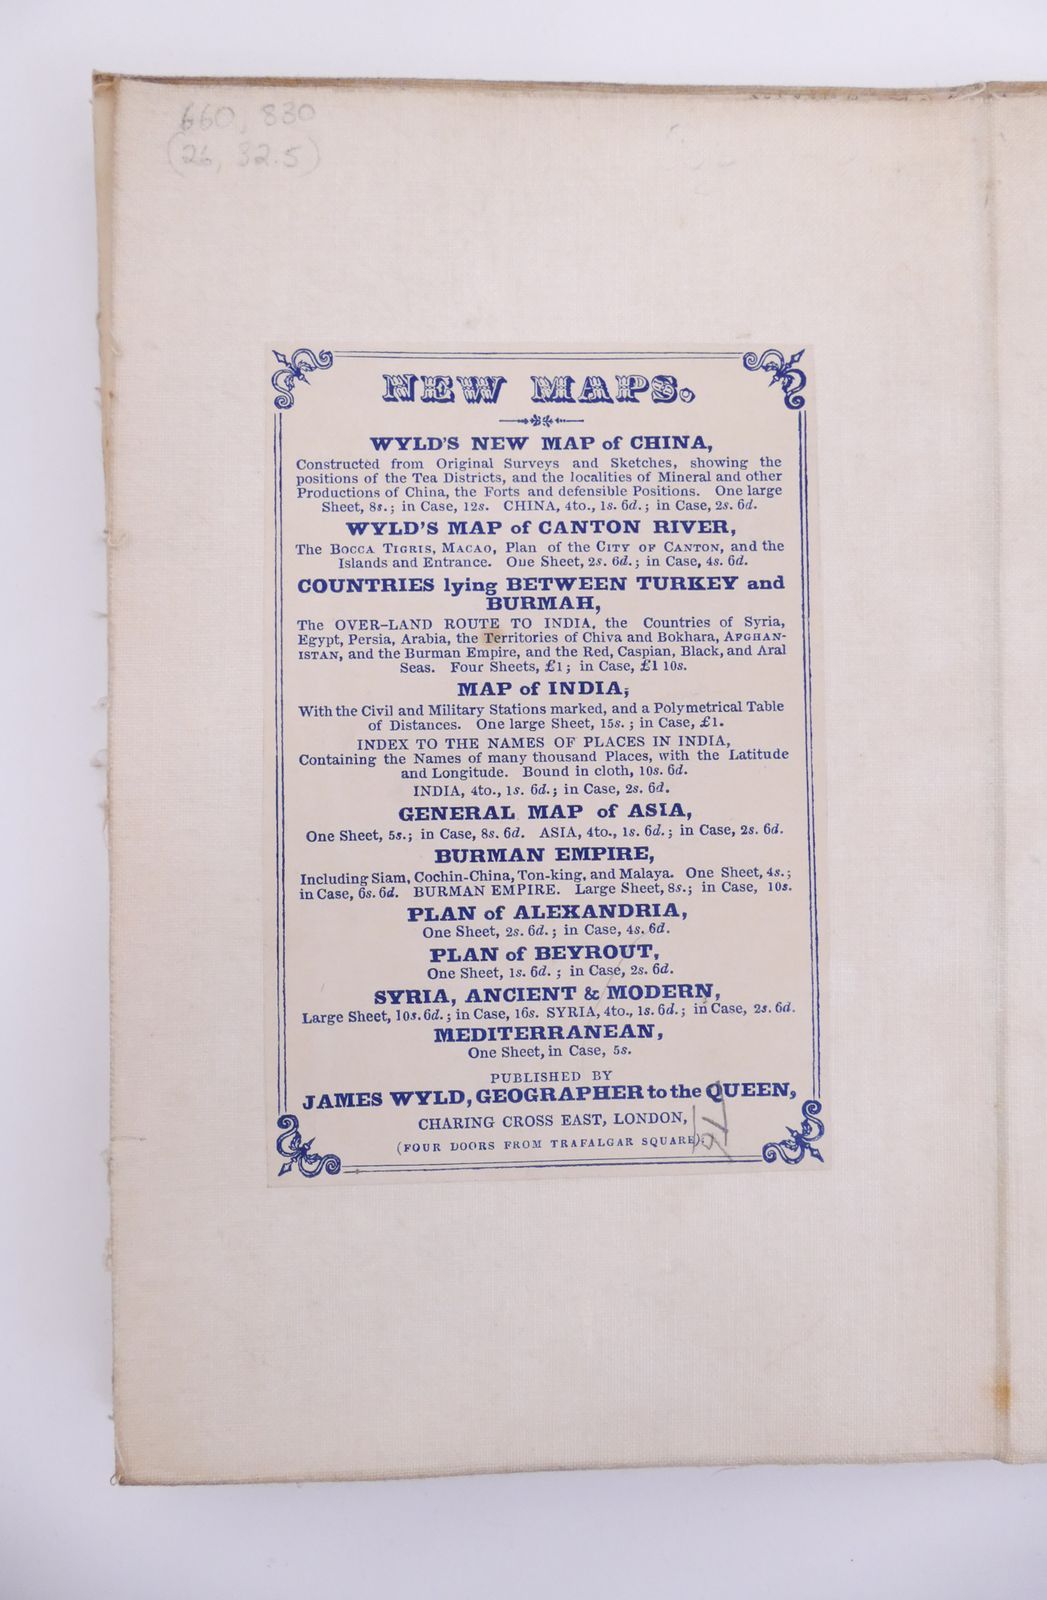 660, 830
(26, 32.5)
NEW MAPS.
WYLD'S NEW MAP of CHINA,
Constructed from Original Surveys and Sketches, showing the
positions of the Tea Districts, and the localities of Mineral and other
Productions of China, the Forts and defensible Positions. One large
Sheet, 8s.; in Case, 12s. CHINA, 4to., 1s. 6d.; in Case, 2s. 6d.
WYLD'S MAP of CANTON RIVER,
The BOCCA TIGRIS, MACAO, Plan of the CITY OF CANTON, and the
Islands and Entrance. One Sheet, 2s. 6d.; in Case, 4s. 6d.
COUNTRIES lying BETWEEN TURKEY and
BURMAH,
The OVER-LAND ROUTE TO INDIA, the Countries of Syria,
Egypt, Persia, Arabia, the Territories of Chiva and Bokhara, AFGHAN-
ISTAN, and the Burman Empire, and the Red, Caspian, Black, and Aral
Seas. Four Sheets, £1; in Case, £1 10s.
MAP of INDIA,
With the Civil and Military Stations marked, and a Polymetrical Table
of Distances. One large Sheet, 15s.; in Case, £1.
INDEX TO THE NAMES OF PLACES IN INDIA,
Containing the Names of many thousand Places, with the Latitude
and Longitude. Bound in cloth, 10s. 6d.
INDIA, 4to., 1s. 6d.; in Case, 2s. 6d.
GENERAL MAP of ASIA,
One Sheet, 5s.; in Case, 8s. 6d. ASIA, 4to., 1s. 6d.; in Case, 2s. 6d.
BURMAN EMPIRE,
Including Siam, Cochin-China, Ton-king, and Malaya. One Sheet, 4s.;
in Case, 6s. 6d. BURMAN EMPIRE. Large Sheet, 8s.; in Case, 10s.
PLAN of ALEXANDRIA,
One Sheet, 2s. 6d.; in Case, 4s. 6d.
PLAN of BEYROUT,
One Sheet, 1s. 6d.; in Case, 2s. 6d.
SYRIA, ANCIENT & MODERN,
Large Sheet, 10s. 6d.; in Case, 16s. SYRIA, 4to., 1s. 6d.; in Case, 2s. 6d.
MEDITERRANEAN,
One Sheet, in Case, 5s.
PUBLISHED BY
JAMES WYLD, GEOGRAPHER to the QUEEN,
CHARING CROSS EAST, LONDON,
(FOUR DOORS FROM TRAFALGAR SQUARE).